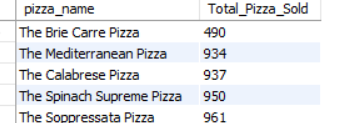 pizza_name Total_Pizza_Sold
The Brie Carre Pizza 490
The Mediterranean Pizza 934
The Calabrese Pizza 937
The Spinach Supreme Pizza 950
The Soppressata Pizza 961